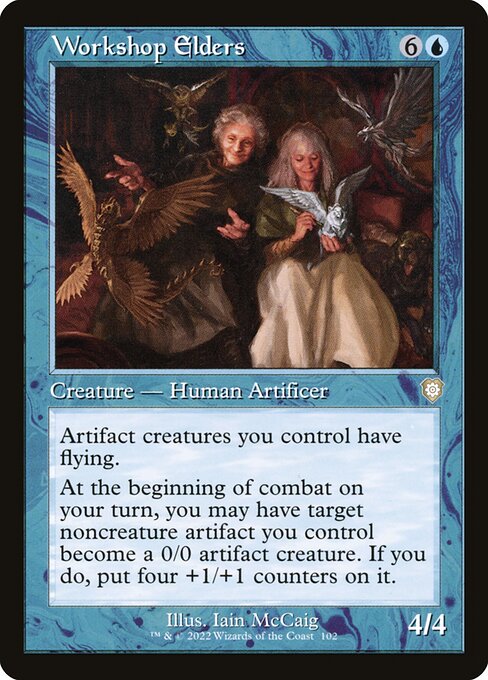 Workshop Elders 6
Creature — Human Artificer
Artifact creatures you control have
flying.
At the beginning of combat on
your turn, you may have target
noncreature artifact you control
become a 0/0 artifact creature. If you
do, put four +1/+1 counters on it.
Illus. Iain McCaig
™ & © 2022 Wizards of the Coast 102
4/4